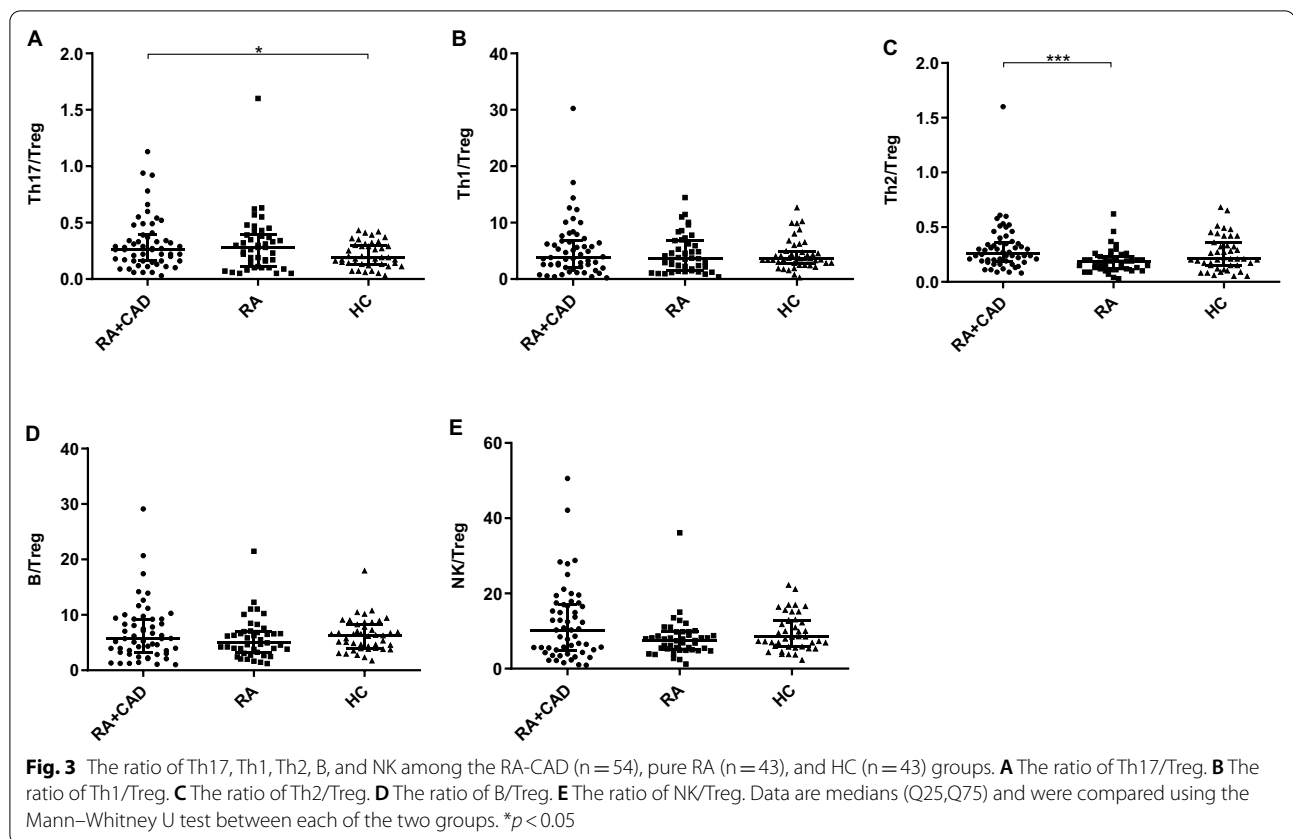 A
2.0
1.5
1.0
0.5
0.0
Th17/Treg
*
RA+CAD
RA
HC
B
40
30
20
10
0
Th1/Treg
RA+CAD
RA
HC
C
2.0
1.5
1.0
0.5
0.0
Th2/Treg
***
RA+CAD
RA
HC
D
40
30
20
10
0
B/Treg
RA+CAD
RA
HC
E
60
40
20
0
NK/Treg
RA+CAD
RA
HC
Fig. 3 The ratio of Th17, Th1, Th2, B, and NK among the RA-CAD (n = 54), pure RA (n = 43), and HC (n = 43) groups. A The ratio of Th17/Treg. B The
ratio of Th1/Treg. C The ratio of Th2/Treg. D The ratio of B/Treg. E The ratio of NK/Treg. Data are medians (Q25,Q75) and were compared using the
Mann–Whitney U test between each of the two groups. *p < 0.05